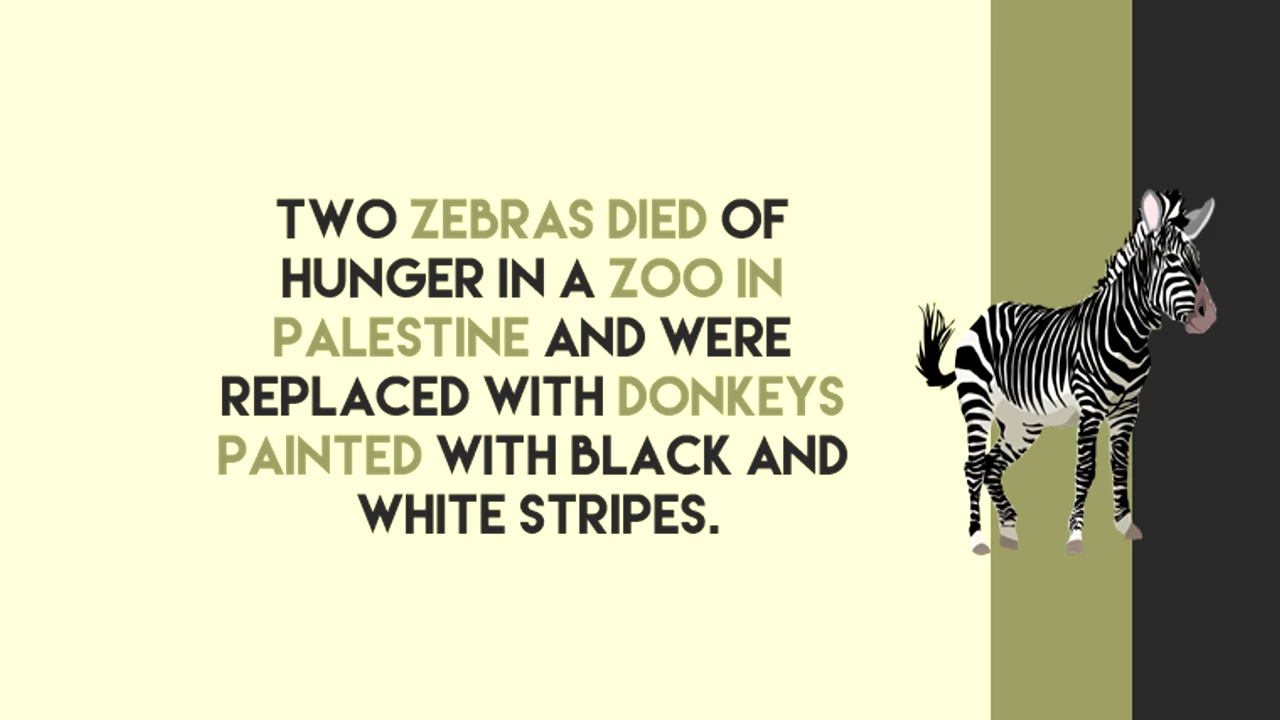 TWO ZEBRAS DIED OF
HUNGER IN A ZOO IN
PALESTINE AND WERE
REPLACED WITH DONKEYS
PAINTED WITH BLACK AND
WHITE STRIPES.